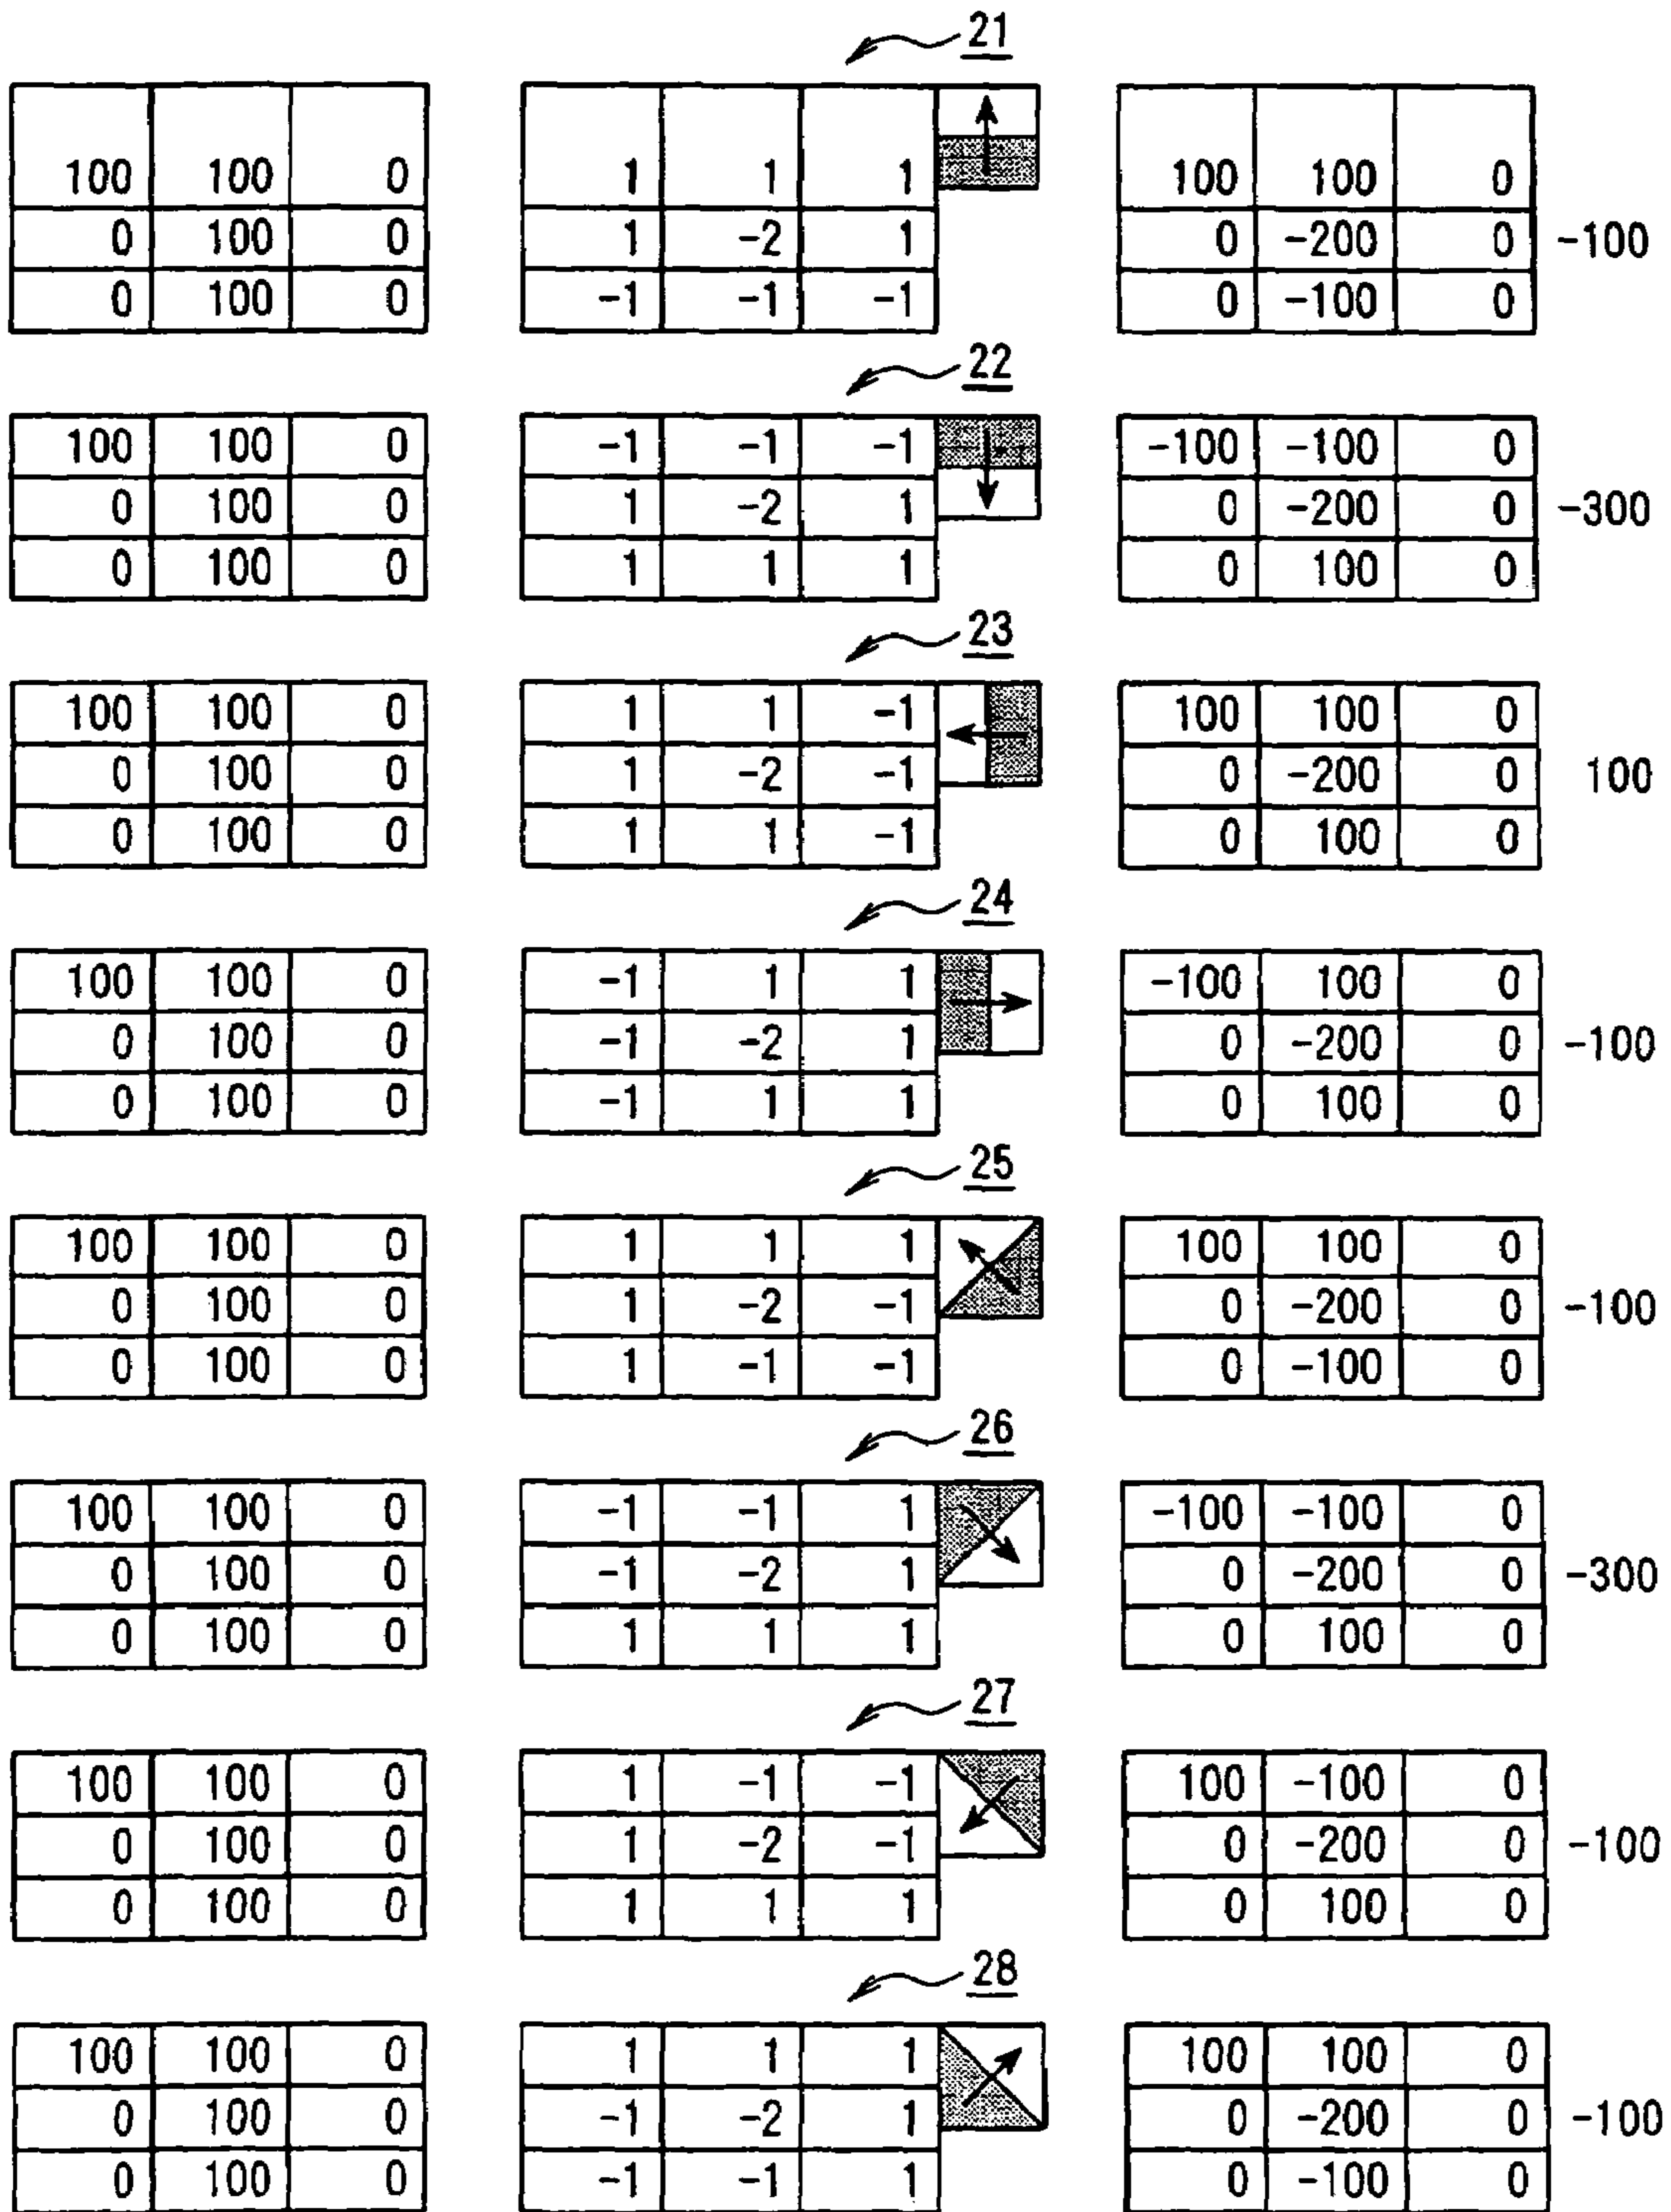 21
100 100 0 1 1 1 100 100 0
0 100 0 1 -2 1 0 -200 0 -100
0 100 0 -1 -1 -1 0 -100 0
22
100 100 0 -1 -1 -1 -100 -100 0
0 100 0 1 -2 1 0 -200 0 -300
0 100 0 1 1 1 0 100 0
23
100 100 0 1 1 -1 100 100 0
0 100 0 1 -2 -1 0 -200 0 100
0 100 0 1 1 -1 0 100 0
24
100 100 0 -1 1 1 -100 100 0
0 100 0 -1 -2 1 0 -200 0 -100
0 100 0 -1 1 1 0 100 0
25
100 100 0 1 1 1 100 100 0
0 100 0 1 -2 -1 0 -200 0 -100
0 100 0 1 -1 -1 0 -100 0
26
100 100 0 -1 -1 1 -100 -100 0
0 100 0 -1 -2 1 0 -200 0 -300
0 100 0 1 1 1 0 100 0
27
100 100 0 1 -1 -1 100 -100 0
0 100 0 1 -2 -1 0 -200 0 -100
0 100 0 1 1 1 0 100 0
28
100 100 0 1 1 1 100 100 0
0 100 0 -1 -2 1 0 -200 0 -100
0 100 0 -1 -1 1 0 -100 0